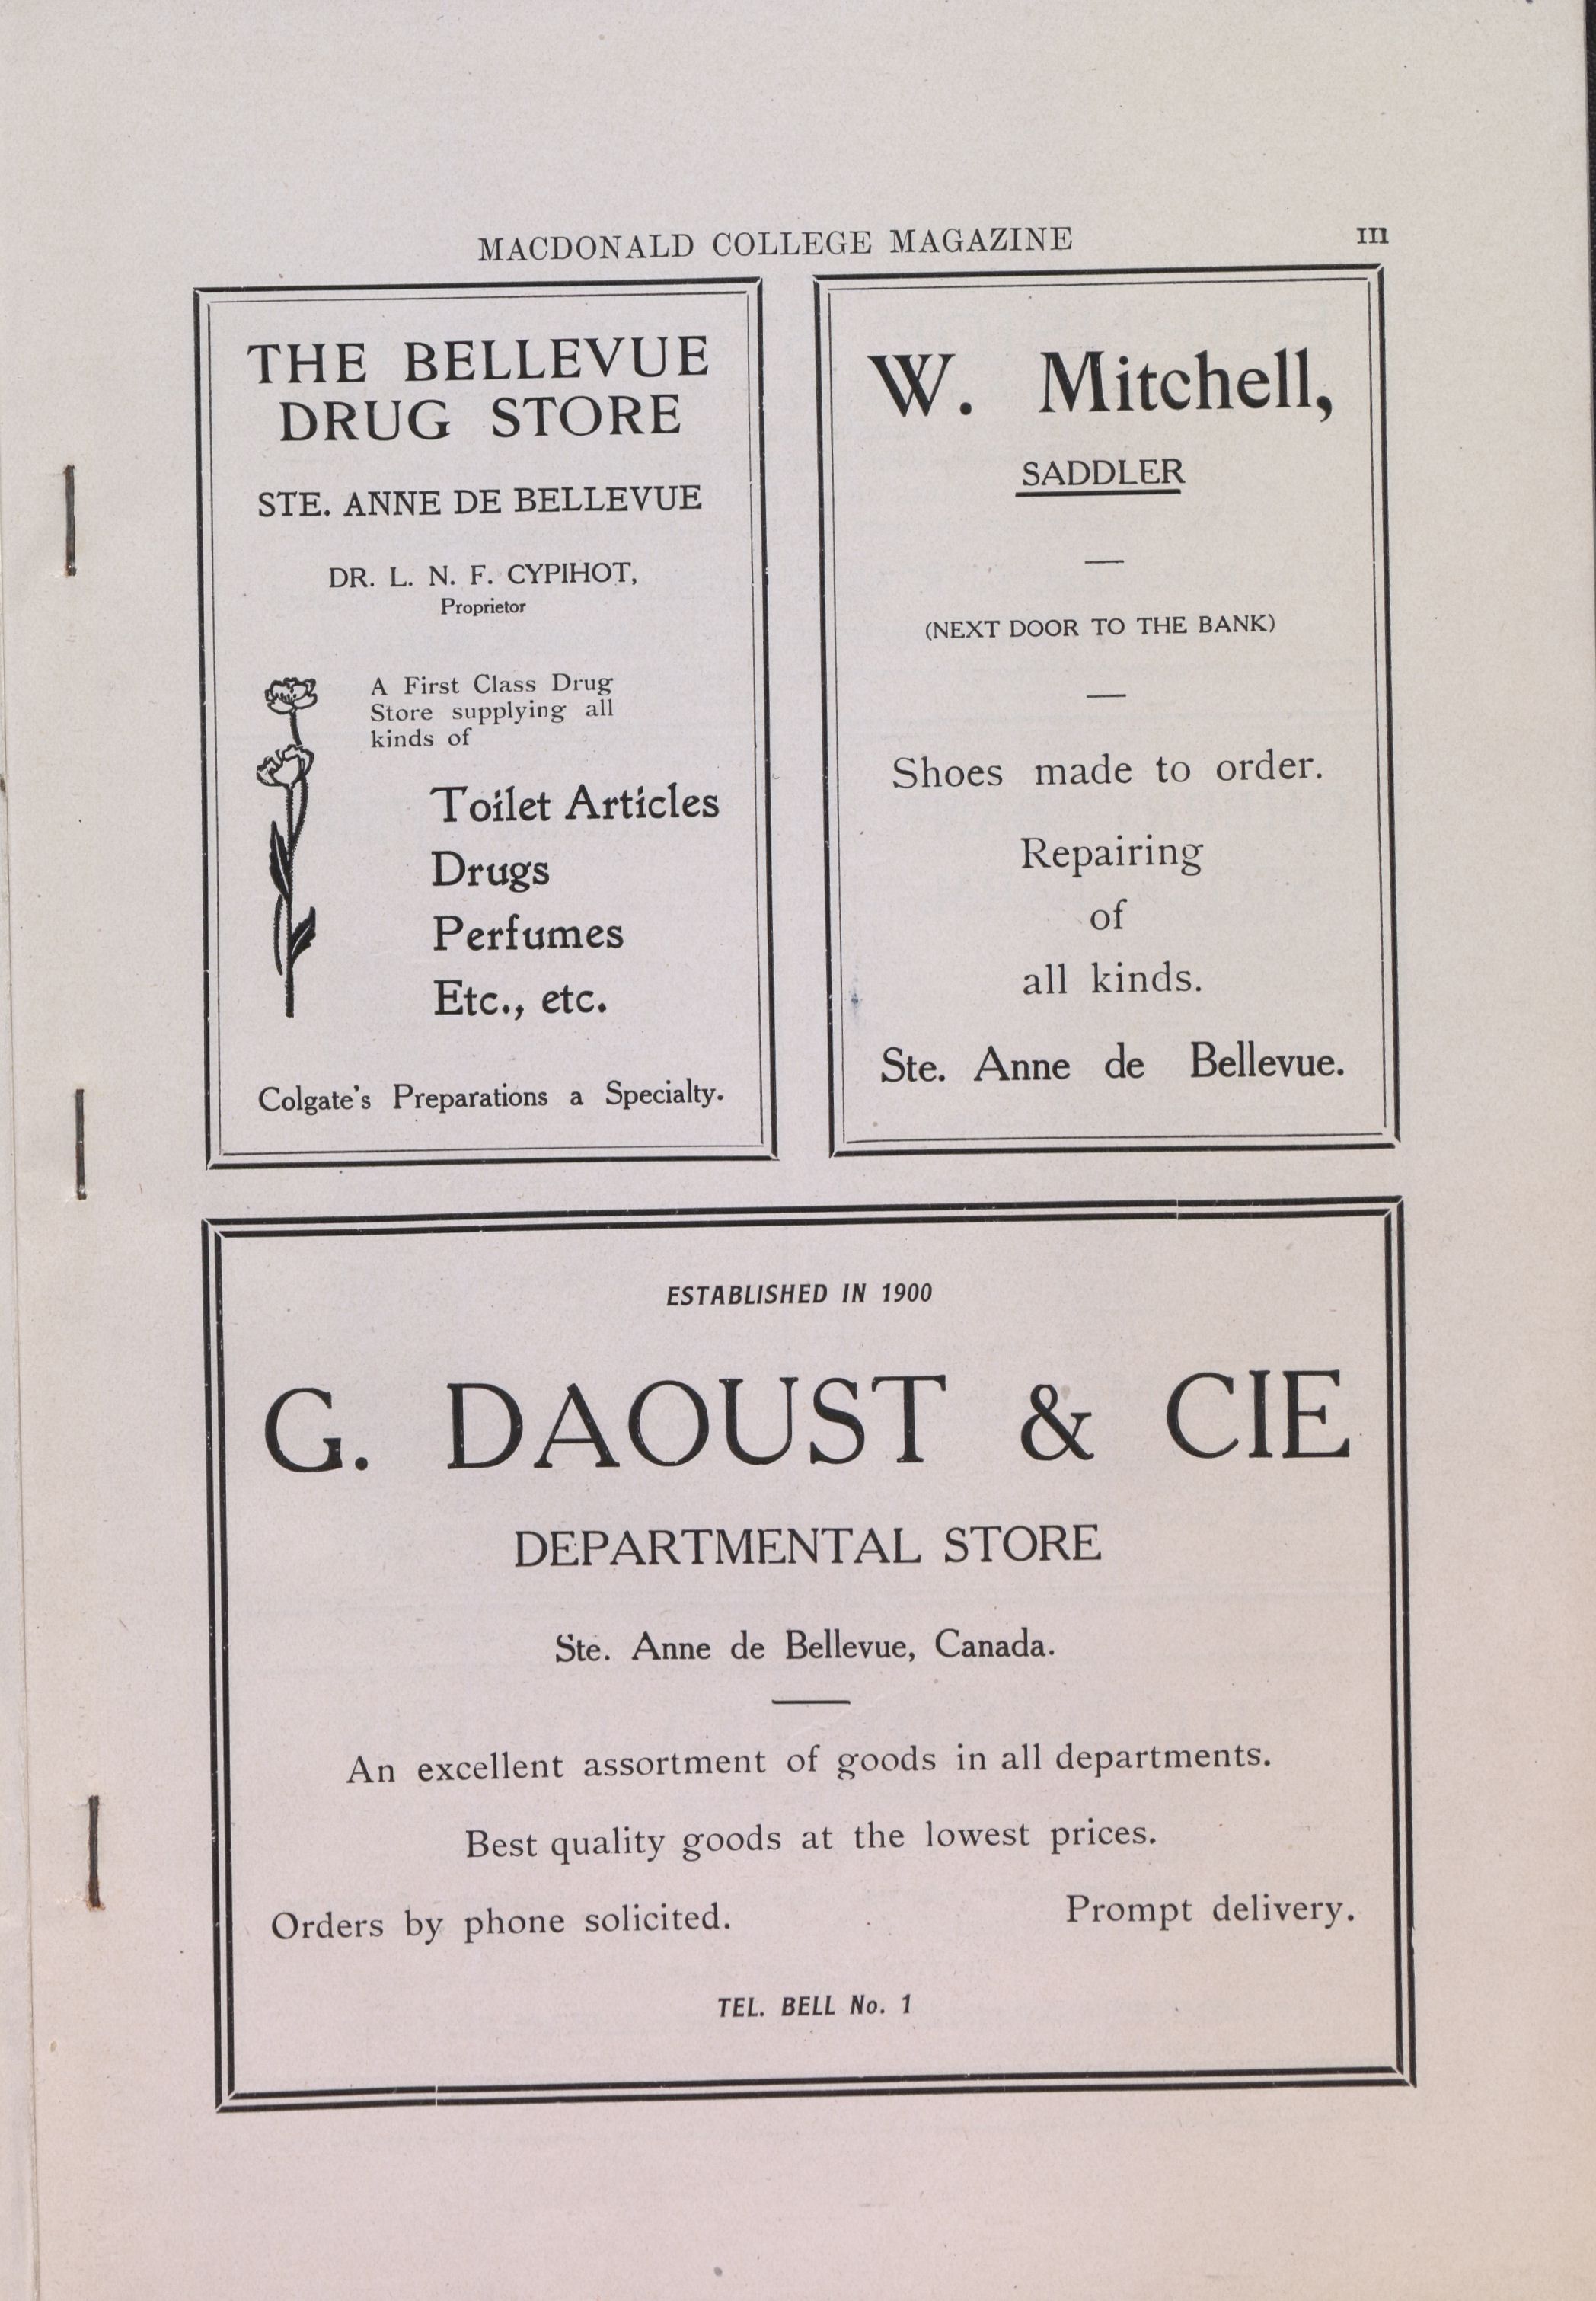 MACDONALD COLLEGE MAGAZINE III
THE BELLEVUE
DRUG STORE
STE. ANNE DE BELLEVUE
DR. L. N. F. CYPIHOT,
Proprietor
A First Class Drug
Store supplying all
kinds of
Toilet Articles
Drugs
Perfumes
Etc., etc.
Colgate's Preparations a Specialty.
W. Mitchell,
SADDLER
(NEXT DOOR TO THE BANK)
Shoes made to order.
Repairing
of
all kinds.
Ste. Anne de Bellevue.
ESTABLISHED IN 1900
G. DAOUST & CIE
DEPARTMENTAL STORE
Ste. Anne de Bellevue, Canada.
An excellent assortment of goods in all departments.
Best quality goods at the lowest prices.
Orders by phone solicited. Prompt delivery.
TEL. BELL No. 1